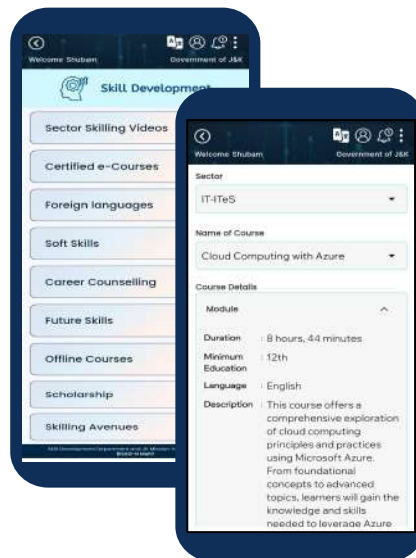 Welcome Shubam Government of J&K
Skill Development
Sector Skilling Videos
Certified e-Courses
Foreign languages
Soft Skills
Career Counselling
Future Skills
Offline Courses
Scholarship
Skilling Avenues
Welcome Shubam Government of J&K
Sector
IT-ITeS
Name of Course
Cloud Computing with Azure
Course Details
Module
Duration : 8 hours, 44 minutes
Minimum : 12th
Education
Language : English
Description : This course offers a
comprehensive exploration
of cloud computing
principles and practices
using Microsoft Azure.
From foundational
concepts to advanced
topics, learners will gain the
knowledge and skills
needed to leverage Azure